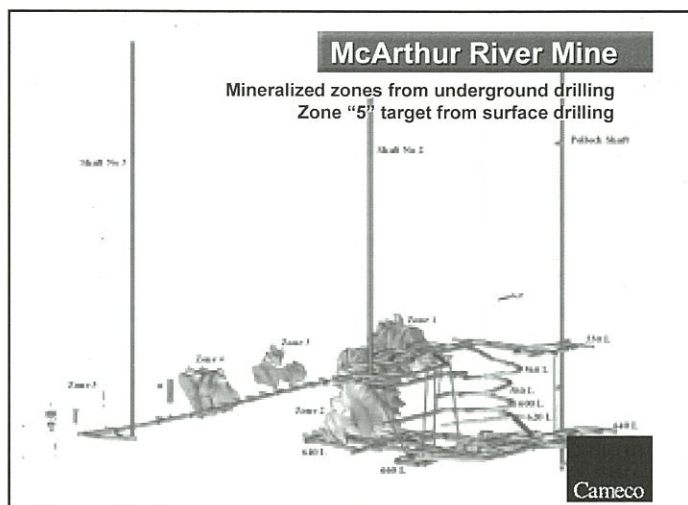 McArthur River Mine
Mineralized zones from underground drilling
Zone "5" target from surface drilling
Shaft No 3
Shaft No 2
Pollock Shaft
Zone 1
530 L
Zone 3
Zone 4
Zone 5
Zone 2
640 L
640 L
Cameco